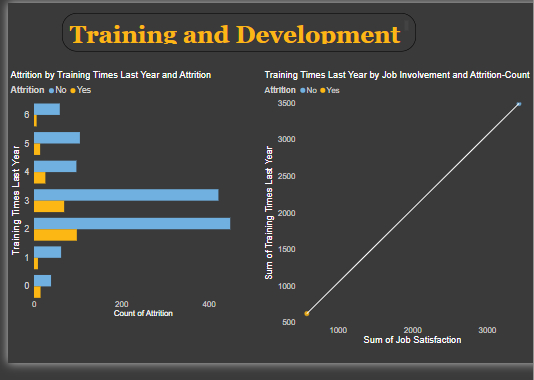 Training and Development
Attrition by Training Times Last Year and Attrition
Attrition No Yes
Training Times Last Year
6
5
4
3
2
1
0
0 200 400
Count of Attrition
Training Times Last Year by Job Involvement and Attrition-Count
Attrition No Yes
Sum of Training Times Last Year
3500
3000
2500
2000
1500
1000
500
1000 2000 3000
Sum of Job Satisfaction